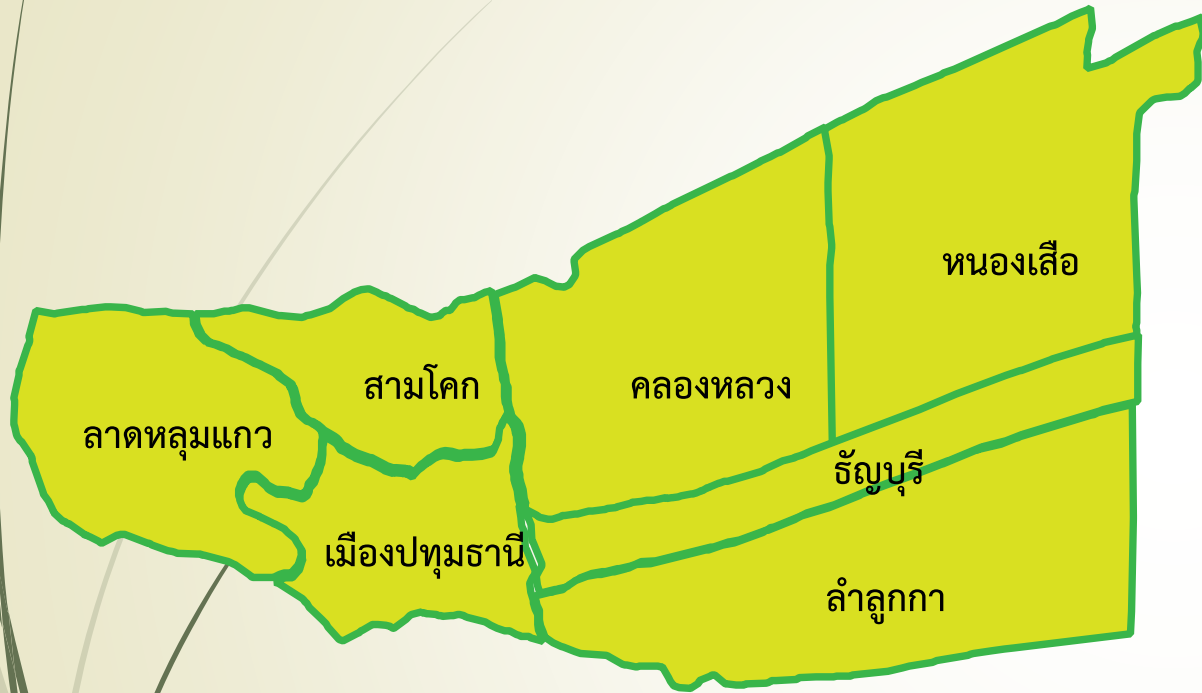 หนองเสือ
สามโคก
คลองหลวง
ลาดหลุมแกว
ธัญบุรี
เมืองปทุมธานี
ลำลูกกา